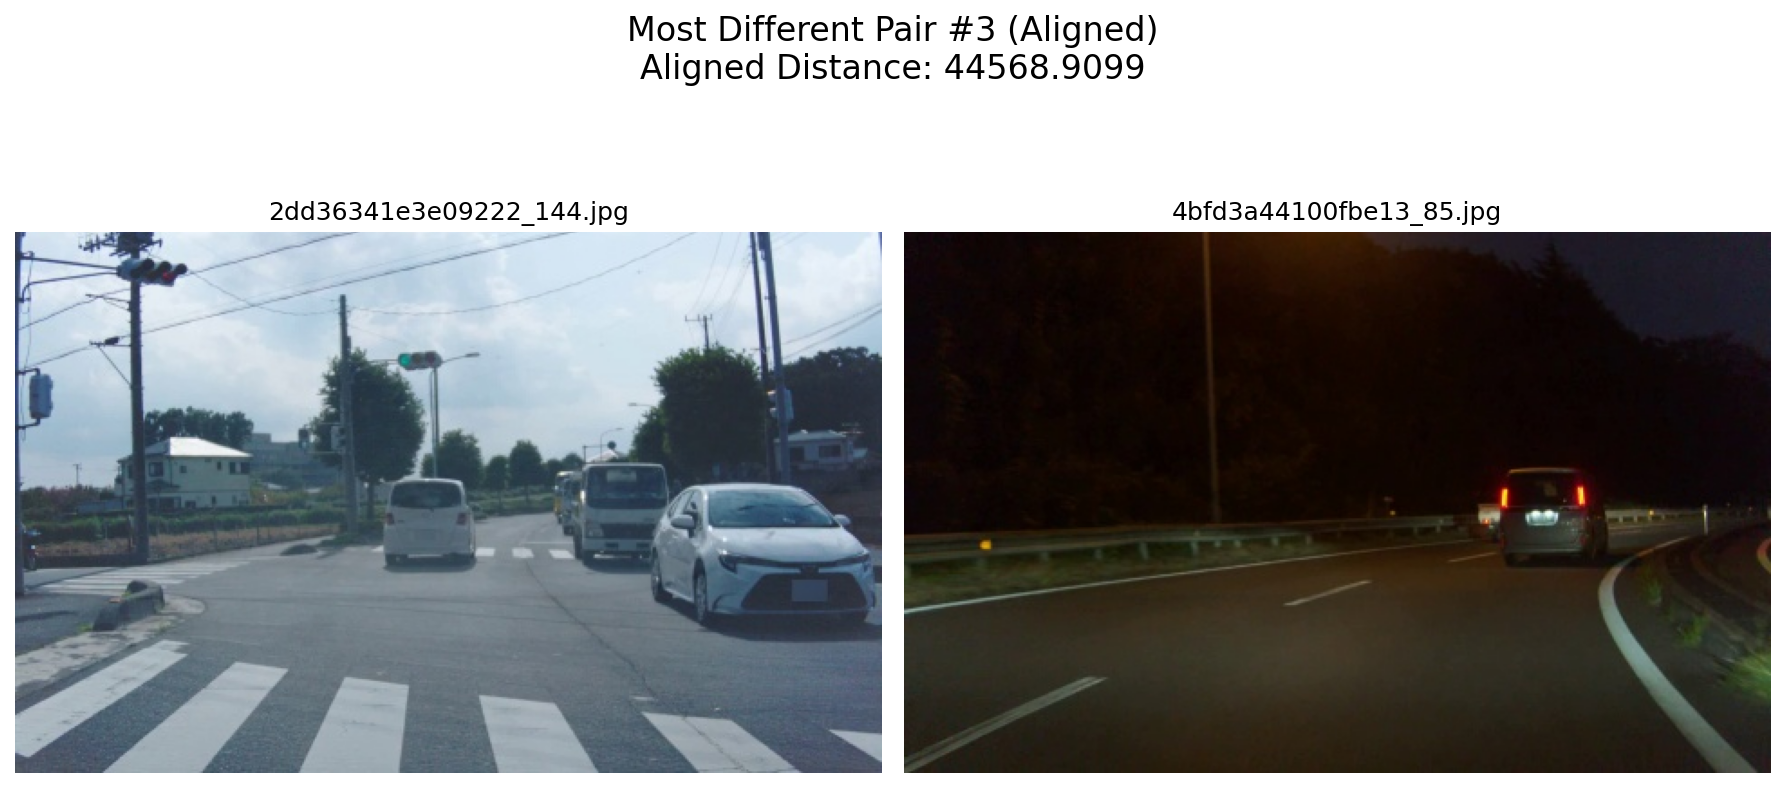 Most Different Pair #3 (Aligned)
Aligned Distance: 44568.9099
2dd36341e3e09222_144.jpg
4bfd3a44100fbe13_85.jpg